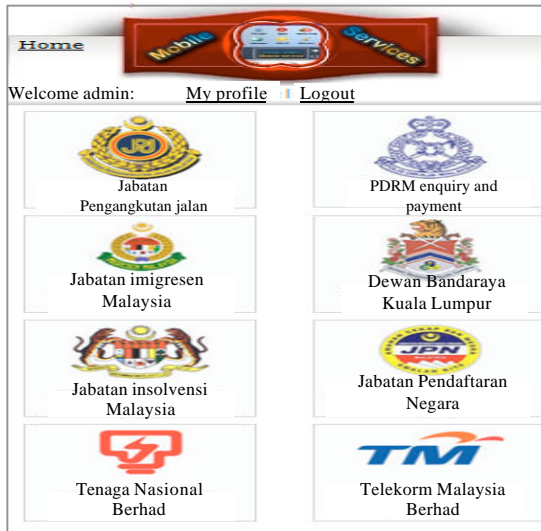 Home
Mobile
Services
Welcome admin: My profile Logout
JPJ
Jabatan
Pengangkutan jalan
PDRM enquiry and
payment
Jabatan imigresen
Malaysia
Dewan Bandaraya
Kuala Lumpur
Jabatan insolvensi
Malaysia
JPN
Jabatan Pendaftaran
Negara
Tenaga Nasional
Berhad
TM
Telekorm Malaysia
Berhad